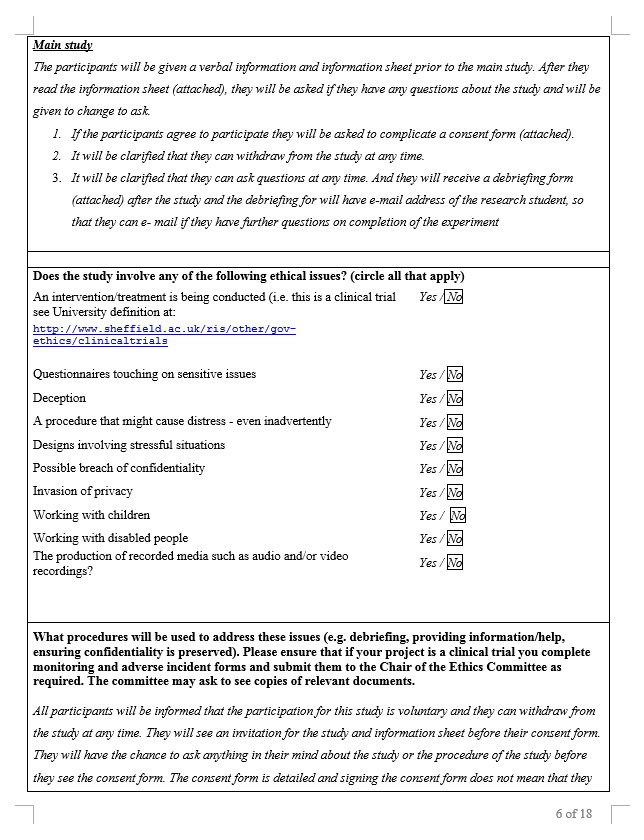 Main study
The participants will be given a verbal information and information sheet prior to the main study. After they
read the information sheet (attached), they will be asked if they have any questions about the study and will be
given to change to ask.
1. If the participants agree to participate they will be asked to complicate a consent form (attached).
2. It will be clarified that they can withdraw from the study at any time.
3. It will be clarified that they can ask questions at any time. And they will receive a debriefing form
(attached) after the study and the debriefing for will have e-mail address of the research student, so
that they can e- mail if they have further questions on completion of the experiment
Does the study involve any of the following ethical issues? (circle all that apply)
An intervention/treatment is being conducted (i.e. this is a clinical trial Yes / No
see University definition at:
http://www.sheffield.ac.uk/ris/other/gov-
ethics/clinicaltrials
Questionnaires touching on sensitive issues Yes / No
Deception Yes / No
A procedure that might cause distress - even inadvertently Yes / No
Designs involving stressful situations Yes / No
Possible breach of confidentiality Yes / No
Invasion of privacy Yes / No
Working with children Yes / No
Working with disabled people Yes / No
The production of recorded media such as audio and/or video Yes / No
recordings?
What procedures will be used to address these issues (e.g. debriefing, providing information/help,
ensuring confidentiality is preserved). Please ensure that if your project is a clinical trial you complete
monitoring and adverse incident forms and submit them to the Chair of the Ethics Committee as
required. The committee may ask to see copies of relevant documents.
All participants will be informed that the participation for this study is voluntary and they can withdraw from
the study at any time. They will see an invitation for the study and information sheet before their consent form.
They will have the chance to ask anything in their mind about the study or the procedure of the study before
they see the consent form. The consent form is detailed and signing the consent form does not mean that they
6 of 18